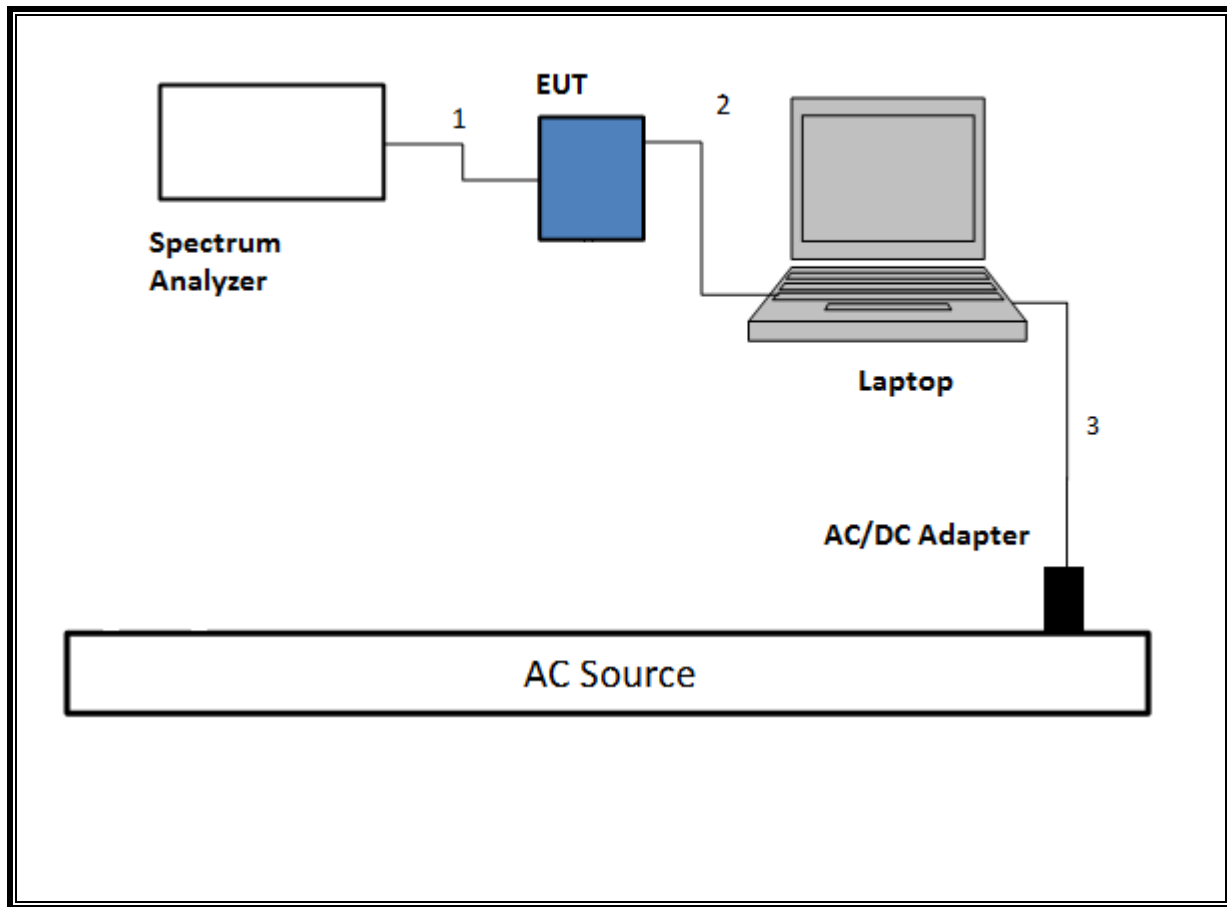 EUT
1
2
Spectrum
Analyzer
Laptop
3
AC/DC Adapter
AC Source